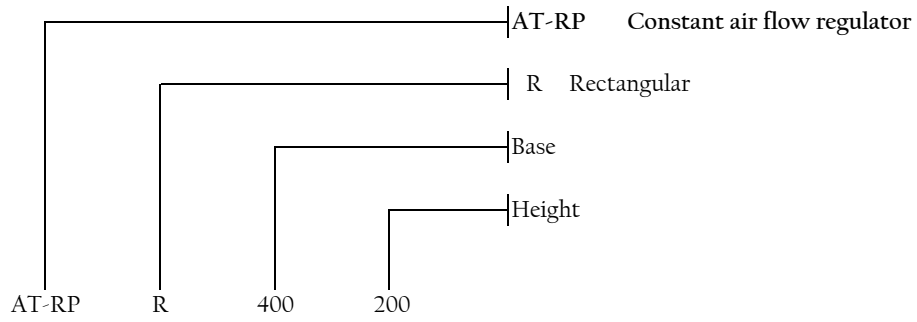 AT-RP Constant air flow regulator
R Rectangular
Base
Height
AT-RP R 400 200